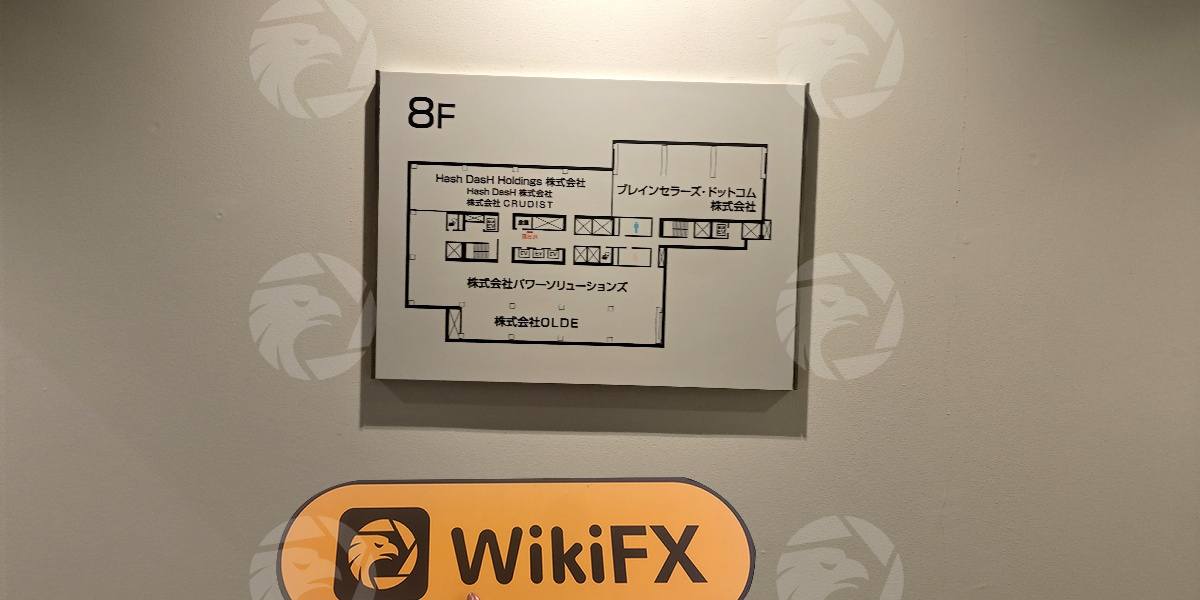 8F
Hash DasH Holdings 株式会社
Hash DasH 株式会社
株式会社 CRUDIST
ブレインセラーズ・ドットコム
株式会社
EV EV EV
株式会社パワーソリューションズ
株式会社OLDE
WikiFX